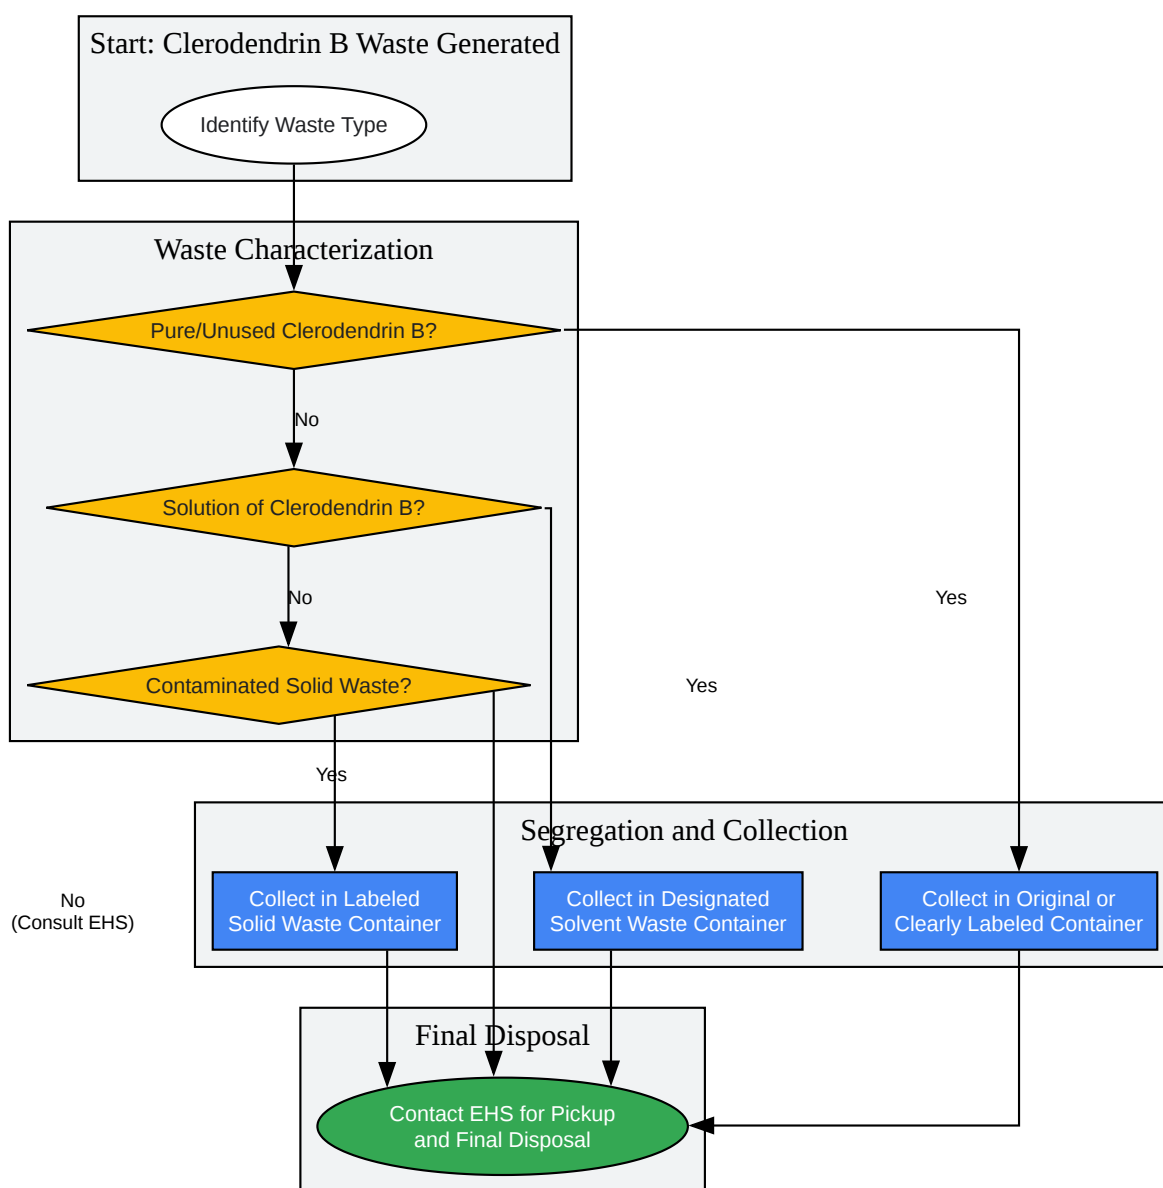 Start: Clerodendrin B Waste Generated
Identify Waste Type
Waste Characterization
Pure/Unused Clerodendrin B?
No
Solution of Clerodendrin B?
No
Yes
Contaminated Solid Waste?
Yes
Yes
Segregation and Collection
No
(Consult EHS)
Collect in Labeled
Solid Waste Container
Collect in Designated
Solvent Waste Container
Collect in Original or
Clearly Labeled Container
Final Disposal
Contact EHS for Pickup
and Final Disposal